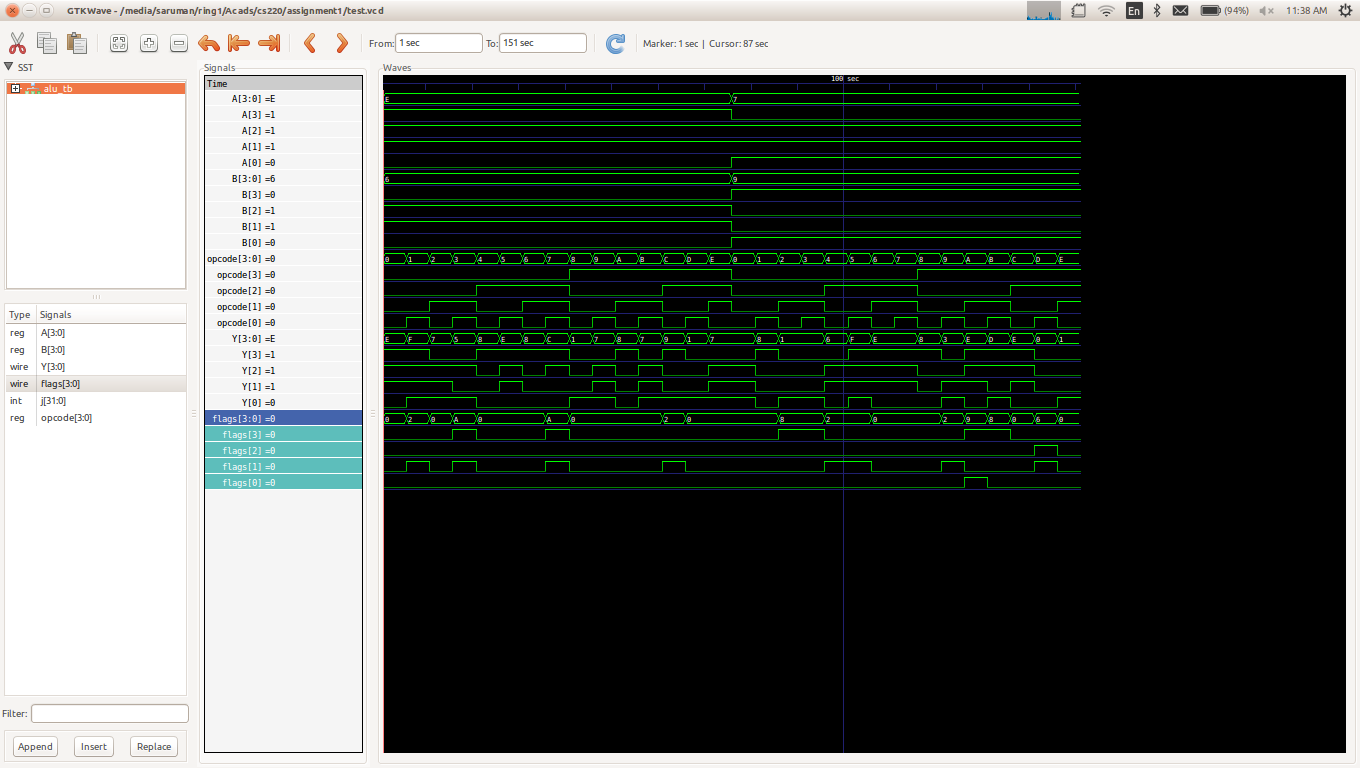 GTKWave - /media/saruman/ring1/Acads/cs220/assignment1/test.vcd
En
(94%)
11:38 AM
From: 1 sec To: 151 sec Marker: 1 sec | Cursor: 87 sec
SST
alu_tb
Type Signals
reg A[3:0]
reg B[3:0]
wire Y[3:0]
wire flags[3:0]
int j[31:0]
reg opcode[3:0]
Filter:
Append Insert Replace
Signals
Time
A[3:0] =E
A[3] =1
A[2] =1
A[1] =1
A[0] =0
B[3:0] =6
B[3] =0
B[2] =1
B[1] =1
B[0] =0
opcode[3:0] =0
opcode[3] =0
opcode[2] =0
opcode[1] =0
opcode[0] =0
Y[3:0] =E
Y[3] =1
Y[2] =1
Y[1] =1
Y[0] =0
flags[3:0] =0
flags[3] =0
flags[2] =0
flags[1] =0
flags[0] =0
Waves
100 sec
E 7
6 9
0 1 2 3 4 5 6 7 8 9 A B C D E 0 1 2 3 4 5 6 7 8 9 A B C D E
E F 7 5 8 E 8 C 1 7 8 7 9 1 7 8 1 6 F E 8 3 E D E 0 1
0 2 0 A 0 A 0 2 0 8 2 0 2 9 8 0 6 0